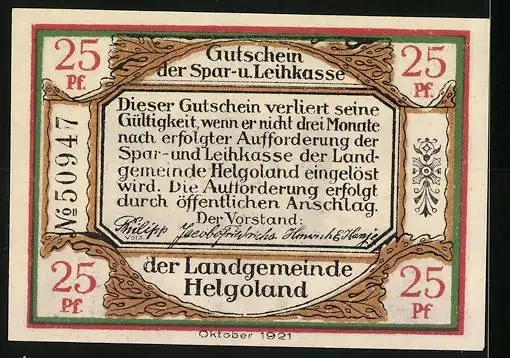 25 Pf.
Gutschein
der Spar-u. Leihkasse
25 Pf.
№ 50947
Dieser Gutschein verliert seine
Gültigkeit, wenn er nicht drei Monate
nach erfolgter Aufforderung der
Spar-und Leihkasse der Land-
gemeinde Helgoland eingelöst
wird. Die Aufforderung erfolgt
durch öffentlichen Anschlag.
Der Vorstand:
Philipp
25 Pf.
der Landgemeinde
Helgoland
25 Pf.
Oktober 1921